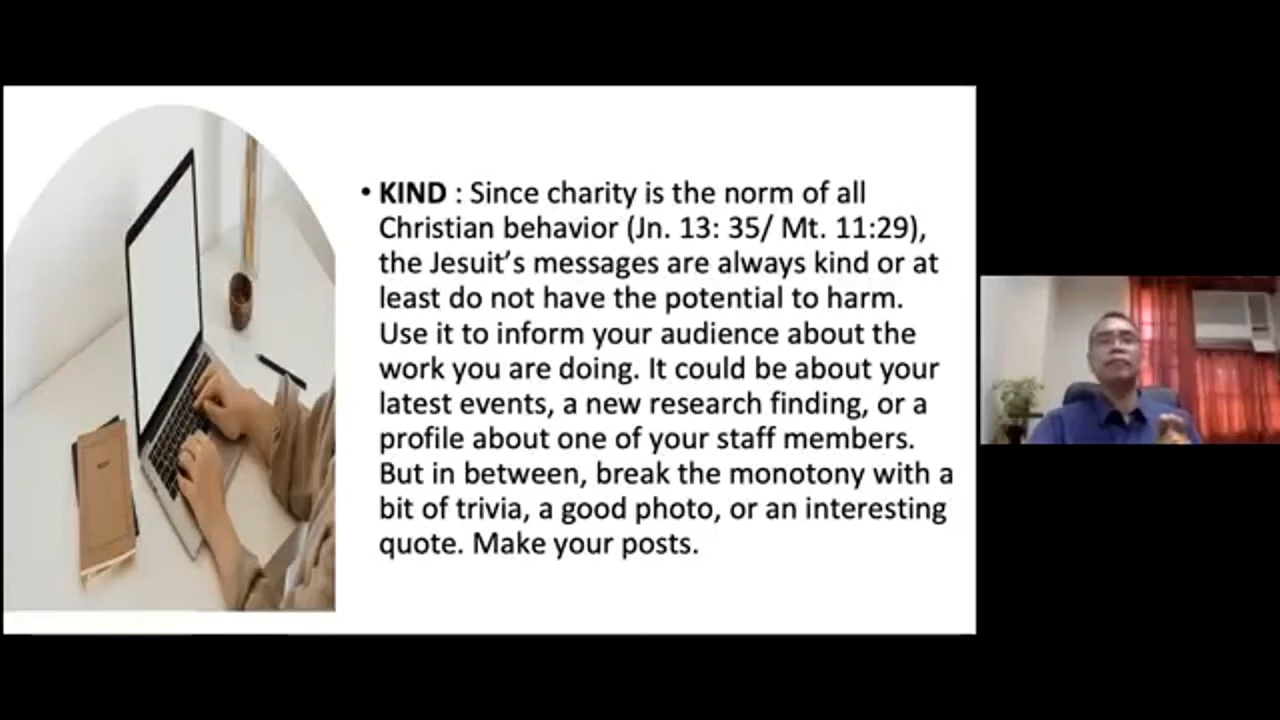 • KIND : Since charity is the norm of all
Christian behavior (Jn. 13: 35/ Mt. 11:29),
the Jesuit’s messages are always kind or at
least do not have the potential to harm.
Use it to inform your audience about the
work you are doing. It could be about your
latest events, a new research finding, or a
profile about one of your staff members.
But in between, break the monotony with a
bit of trivia, a good photo, or an interesting
quote. Make your posts.